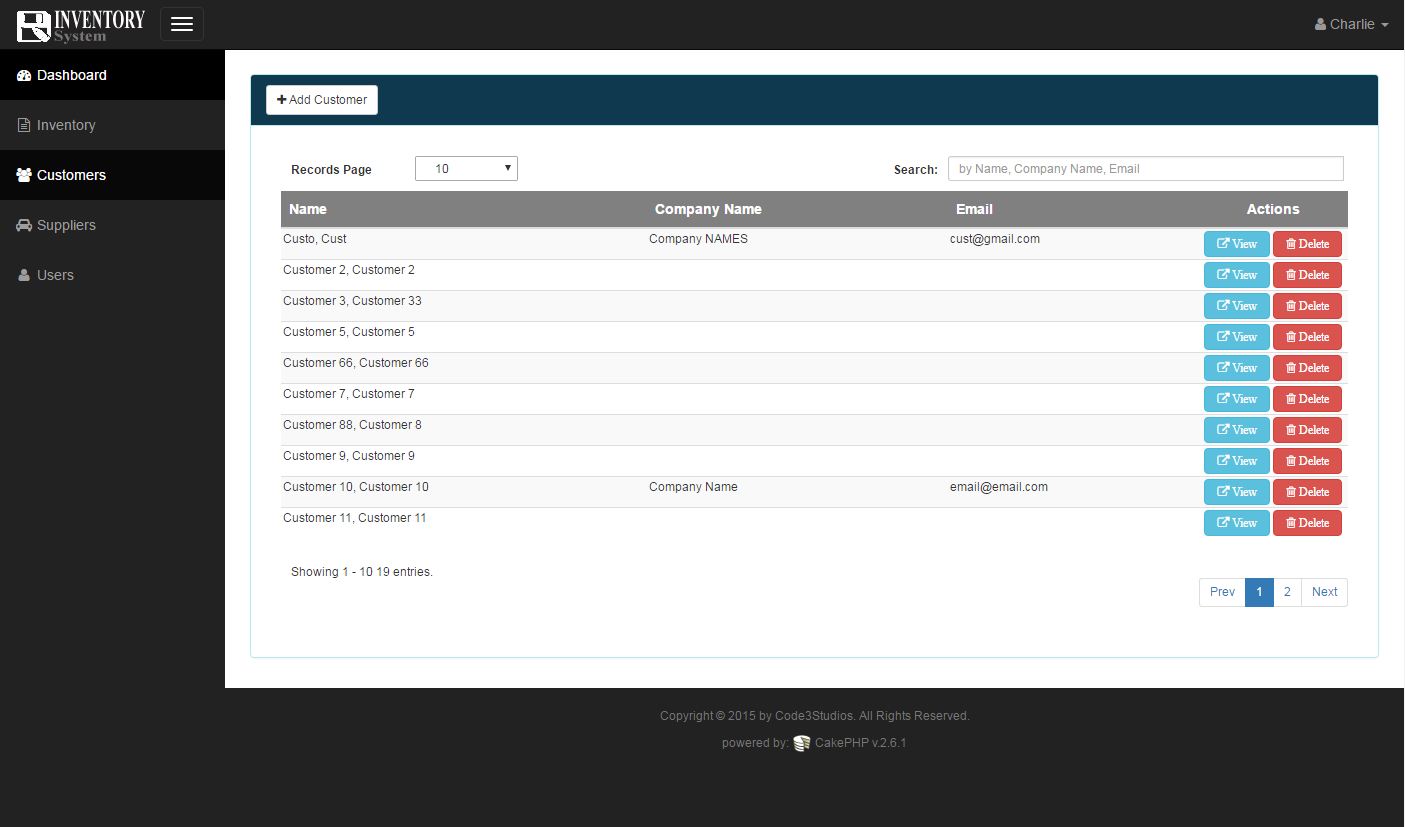 INVENTORY
System
Charlie
Dashboard
Inventory
Customers
Suppliers
Users
Add Customer
Records Page 10 Search: by Name, Company Name, Email
Name Company Name Email Actions
Custo, Cust Company NAMES cust@gmail.com View Delete
Customer 2, Customer 2 View Delete
Customer 3, Customer 33 View Delete
Customer 5, Customer 5 View Delete
Customer 66, Customer 66 View Delete
Customer 7, Customer 7 View Delete
Customer 88, Customer 8 View Delete
Customer 9, Customer 9 View Delete
Customer 10, Customer 10 Company Name email@email.com View Delete
Customer 11, Customer 11 View Delete
Showing 1 - 10 19 entries.
Prev 1 2 Next
Copyright © 2015 by Code3Studios. All Rights Reserved.
powered by: CakePHP v.2.6.1